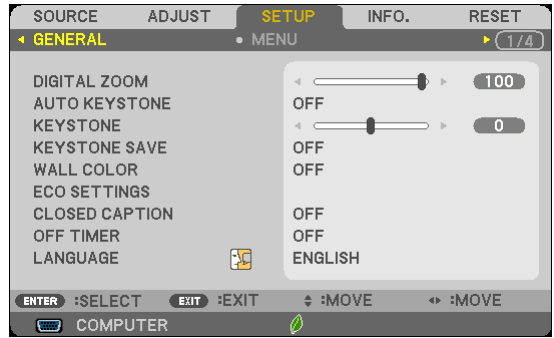 SOURCE ADJUST SETUP INFO. RESET
GENERAL MENU 1/4
DIGITAL ZOOM 100
AUTO KEYSTONE OFF
KEYSTONE 0
KEYSTONE SAVE OFF
WALL COLOR OFF
ECO SETTINGS
CLOSED CAPTION OFF
OFF TIMER OFF
LANGUAGE ENGLISH
ENTER :SELECT EXIT :EXIT :MOVE :MOVE
COMPUTER